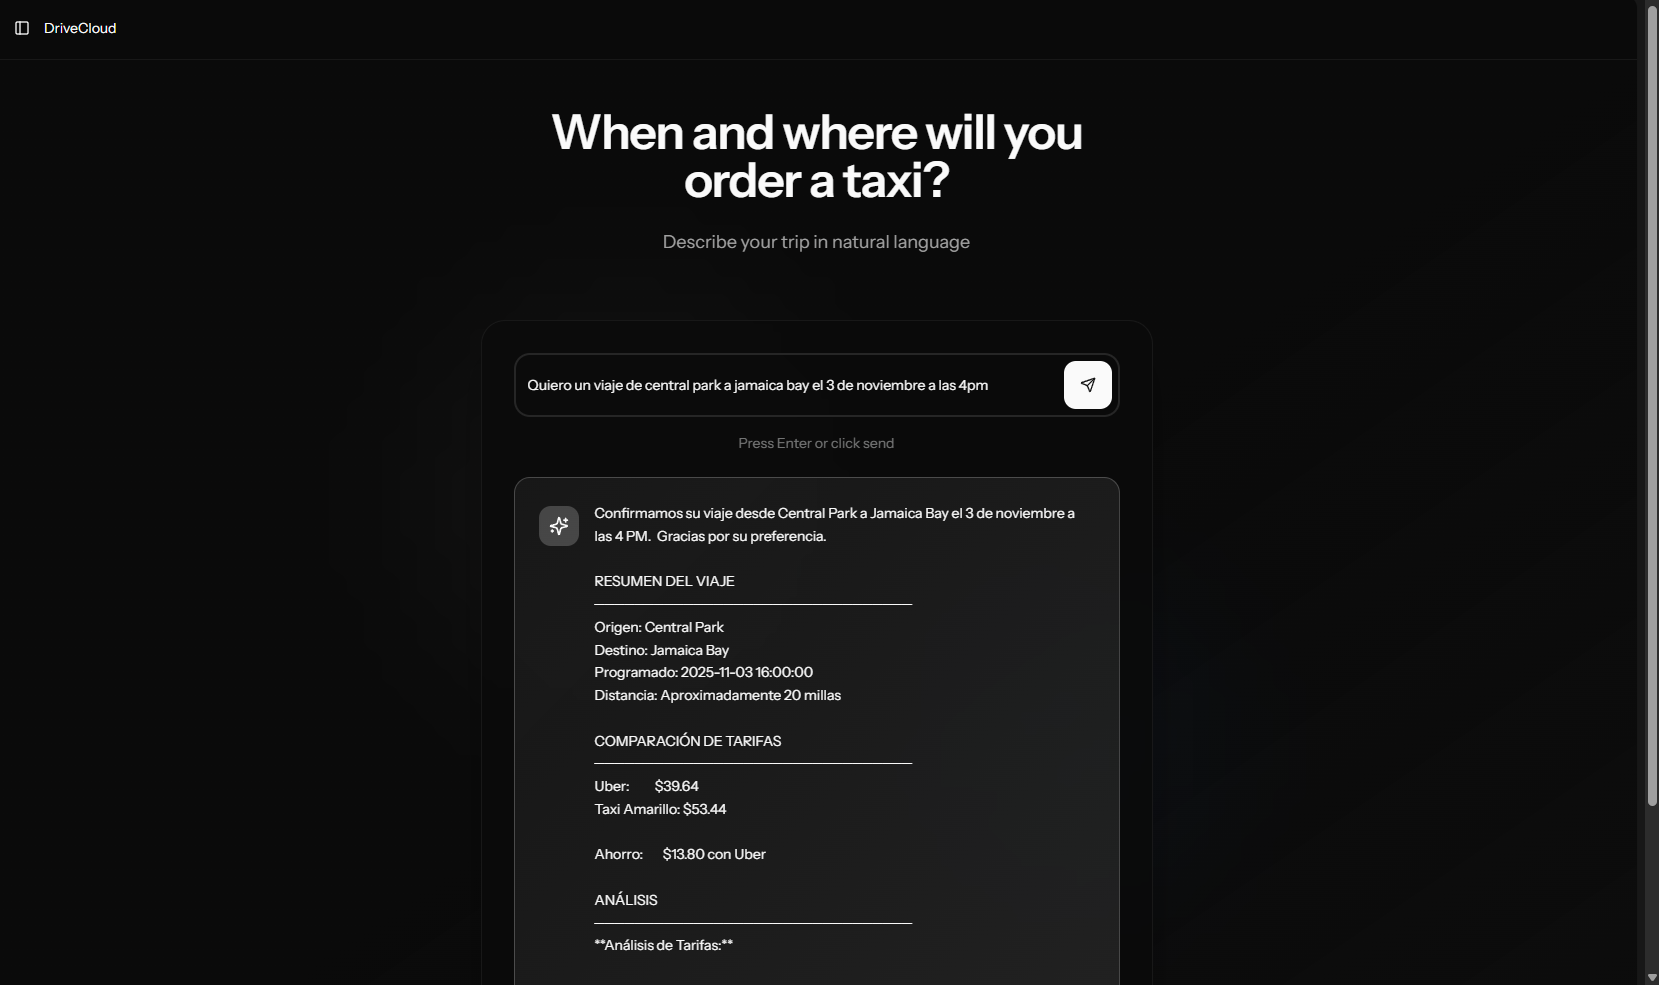 DriveCloud
When and where will you
order a taxi?
Describe your trip in natural language
Quiero un viaje de central park a jamaica bay el 3 de noviembre a las 4pm
Press Enter or click send
Confirmamos su viaje desde Central Park a Jamaica Bay el 3 de noviembre a
las 4 PM.  Gracias por su preferencia.
RESUMEN DEL VIAJE
Origen: Central Park
Destino: Jamaica Bay
Programado: 2025-11-03 16:00:00
Distancia: Aproximadamente 20 millas
COMPARACIÓN DE TARIFAS
Uber: $39.64
Taxi Amarillo: $53.44
Ahorro: $13.80 con Uber
ANÁLISIS
**Análisis de Tarifas:**